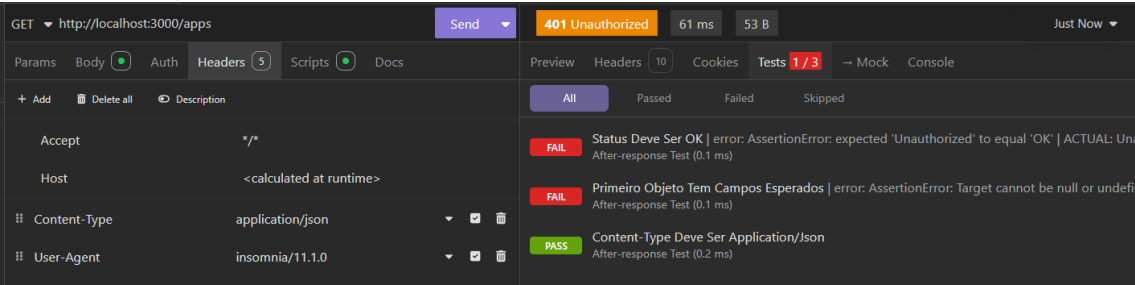 GET http://localhost:3000/apps Send
Params Body Auth Headers 5 Scripts Docs
+ Add Delete all Description
Accept */*
Host <calculated at runtime>
Content-Type application/json
User-Agent insomnia/11.1.0
401 Unauthorized 61 ms 53 B Just Now
Preview Headers 10 Cookies Tests 1 / 3 → Mock Console
All Passed Failed Skipped
FAIL Status Deve Ser OK | error: AssertionError: expected 'Unauthorized' to equal 'OK' | ACTUAL: Una
After-response Test (0.1 ms)
FAIL Primeiro Objeto Tem Campos Esperados | error: AssertionError: Target cannot be null or undefi
After-response Test (0.1 ms)
PASS Content-Type Deve Ser Application/Json
After-response Test (0.2 ms)